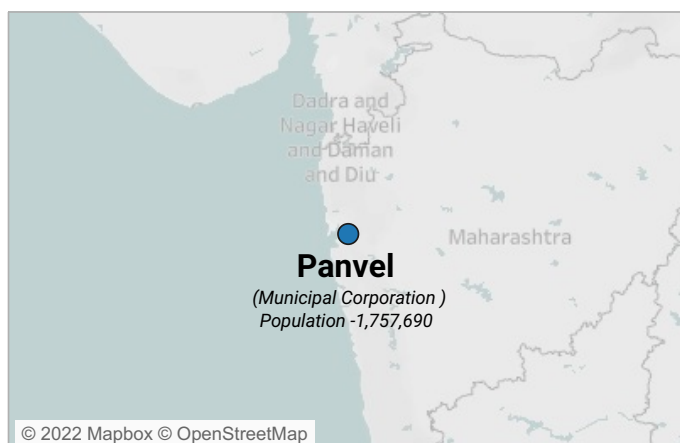 Dadra and
Nagar Haveli
and Daman
and Diu
Maharashtra
Panvel
(Municipal Corporation )
Population -1,757,690
© 2022 Mapbox © OpenStreetMap